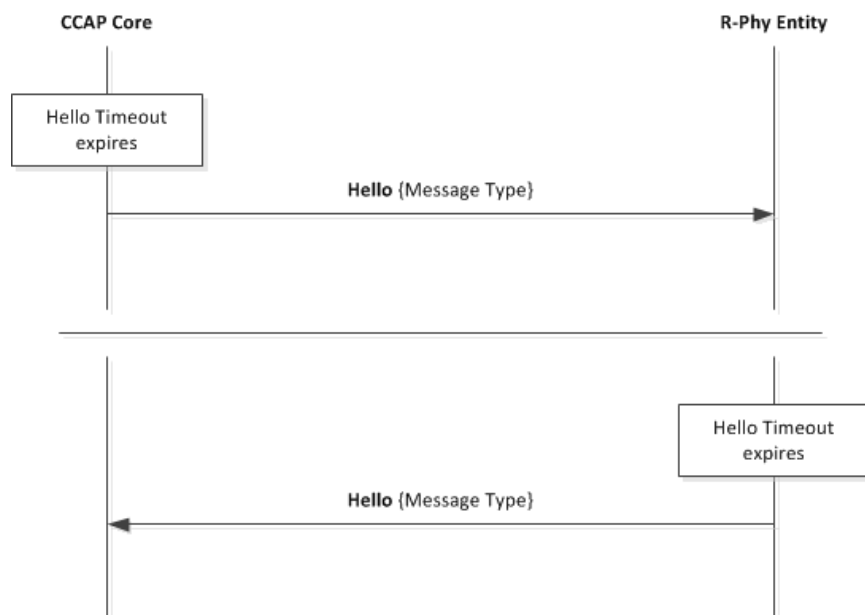 CCAP Core
R-Phy Entity
Hello Timeout
expires
Hello {Message Type}
Hello Timeout
expires
Hello {Message Type}